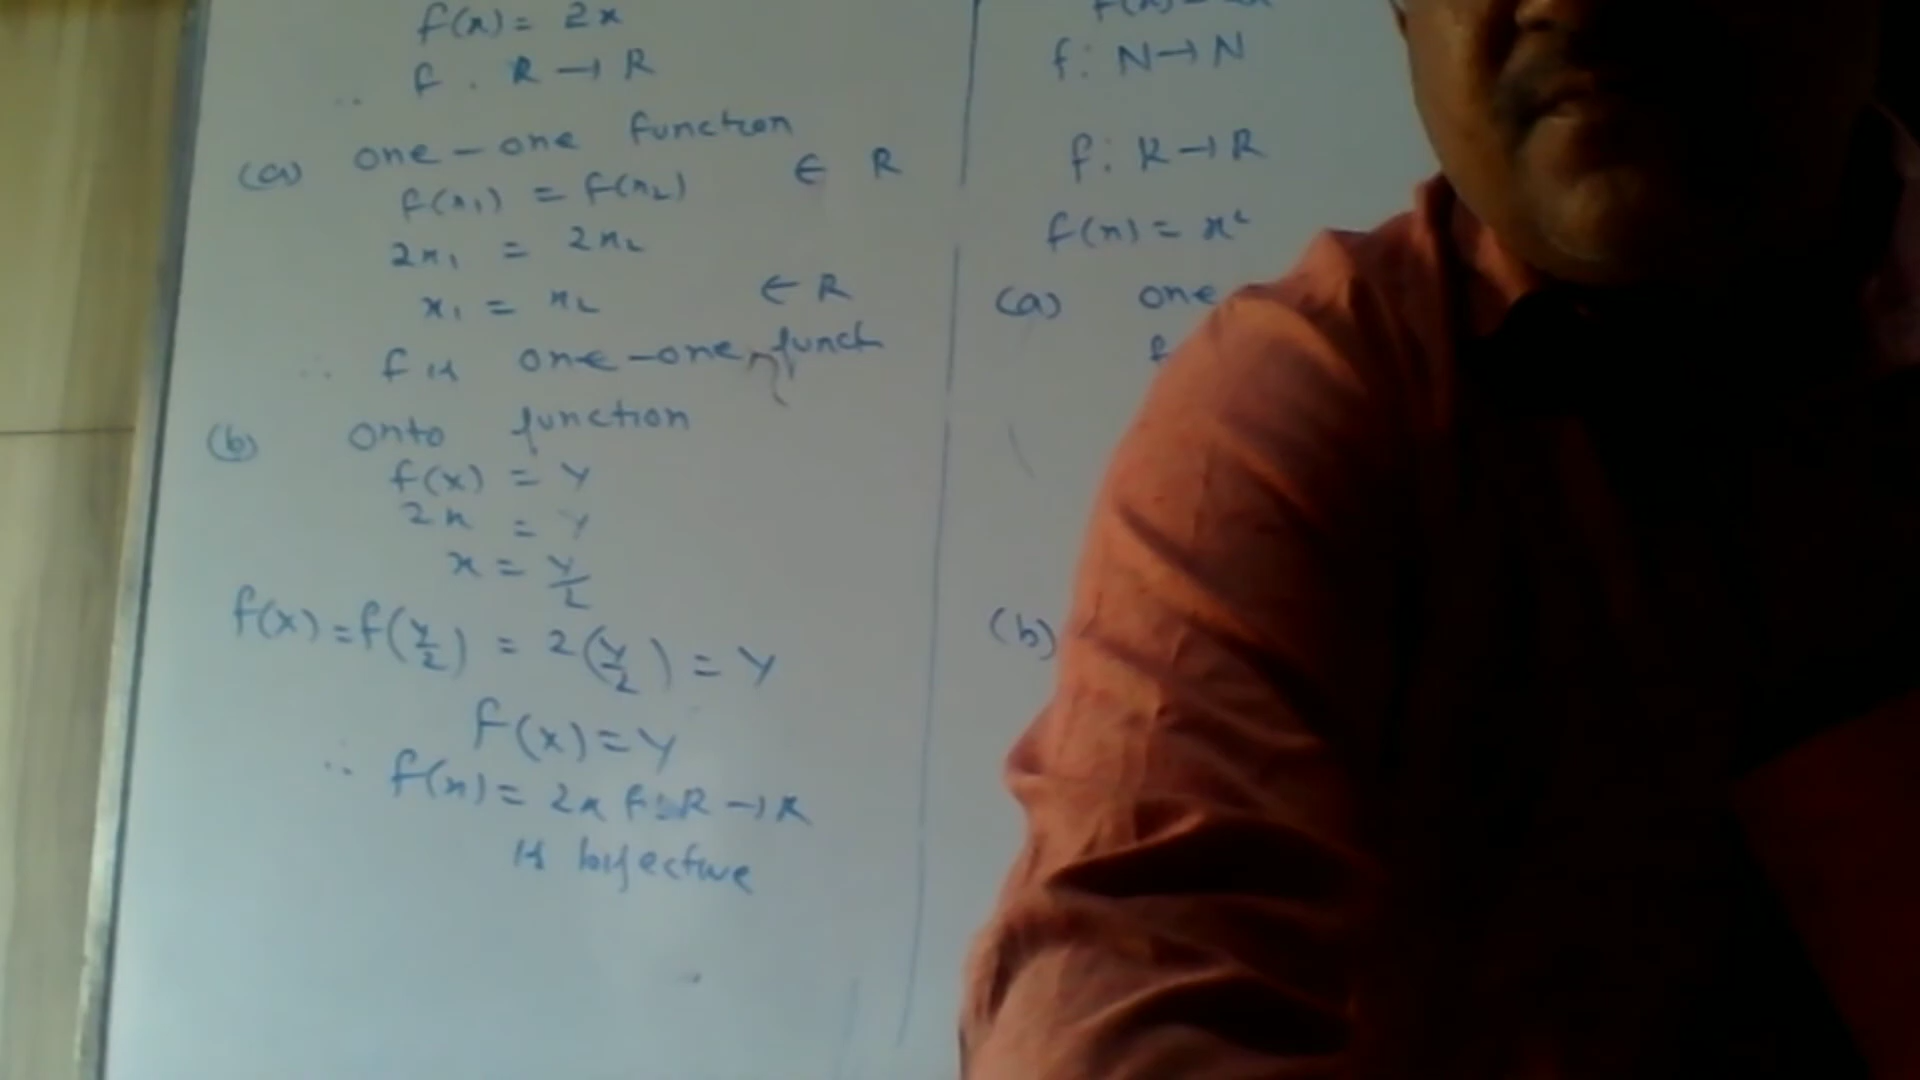 f(x) = 2x
∴ f : R → R
(a) one-one function
f(x₁) = f(x₂) ∈ R
2x₁ = 2x₂
x₁ = x₂ ∈ R
∴ f is one-one funct
(b) onto function
f(x) = y
2x = y
x = y/2
f(x) = f(y/2) = 2(y/2) = y
f(x) = y
∴ f(x) = 2x f: R → R
is bijective
f: N → N
f: R → R
f(x) = x²
(a) one
f
(b)